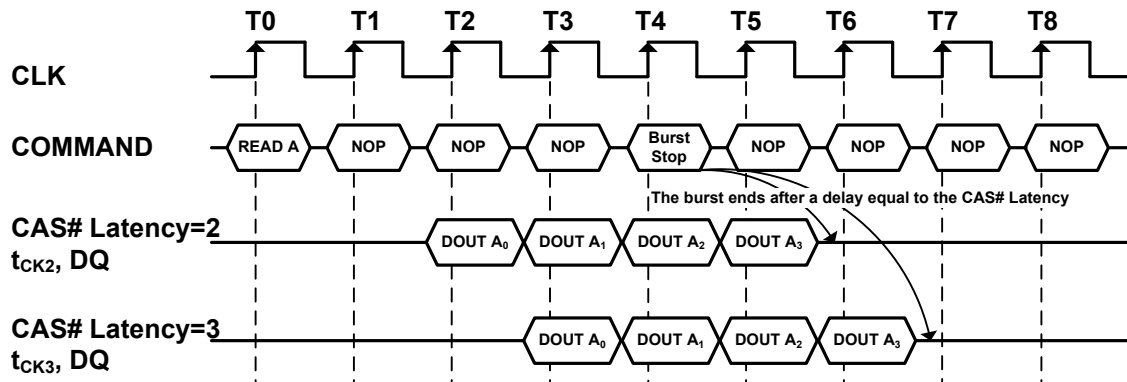 T0 T1 T2 T3 T4 T5 T6 T7 T8
CLK
COMMAND READ A NOP NOP NOP Burst Stop NOP NOP NOP NOP
The burst ends after a delay equal to the CAS# Latency
CAS# Latency=2
tCK2, DQ
DOUT A0 DOUT A1 DOUT A2 DOUT A3
CAS# Latency=3
tCK3, DQ
DOUT A0 DOUT A1 DOUT A2 DOUT A3